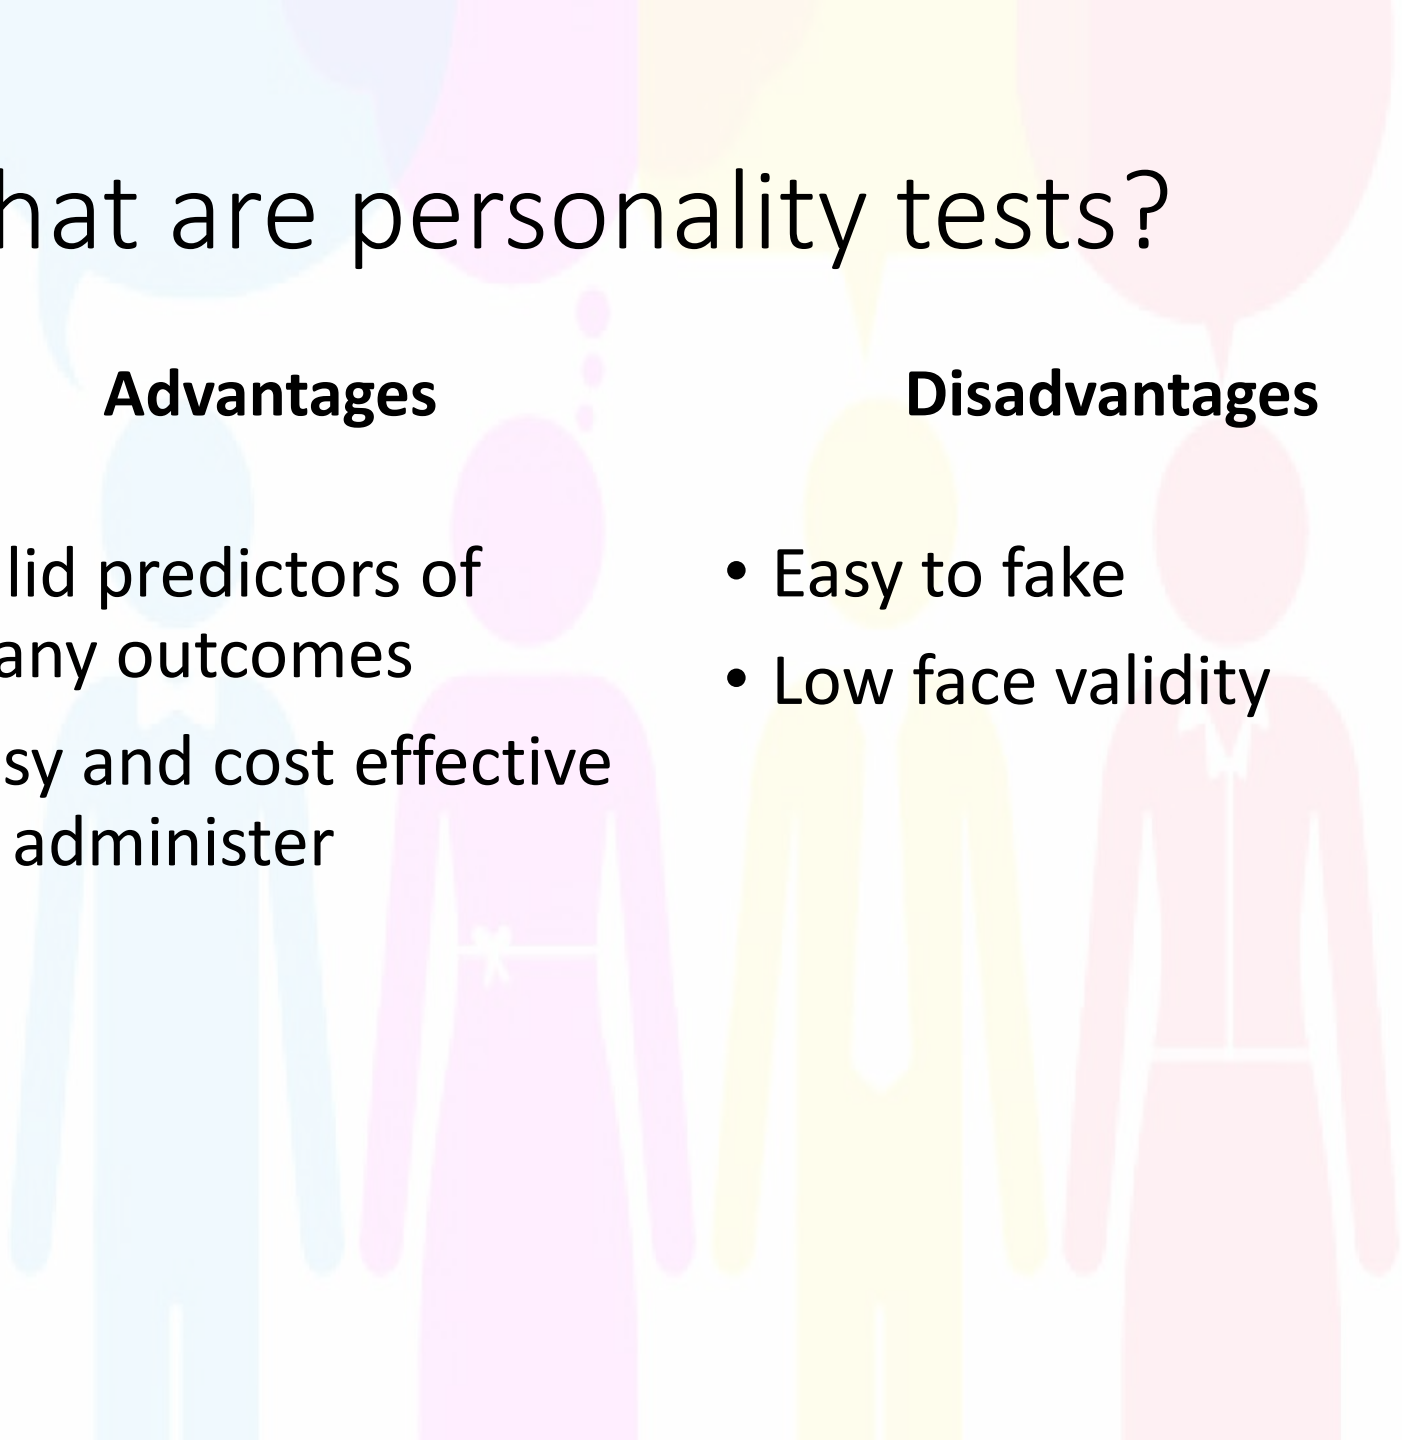 hat are personality tests?
Advantages
lid predictors of
any outcomes
sy and cost effective
administer
Disadvantages
• Easy to fake
• Low face validity